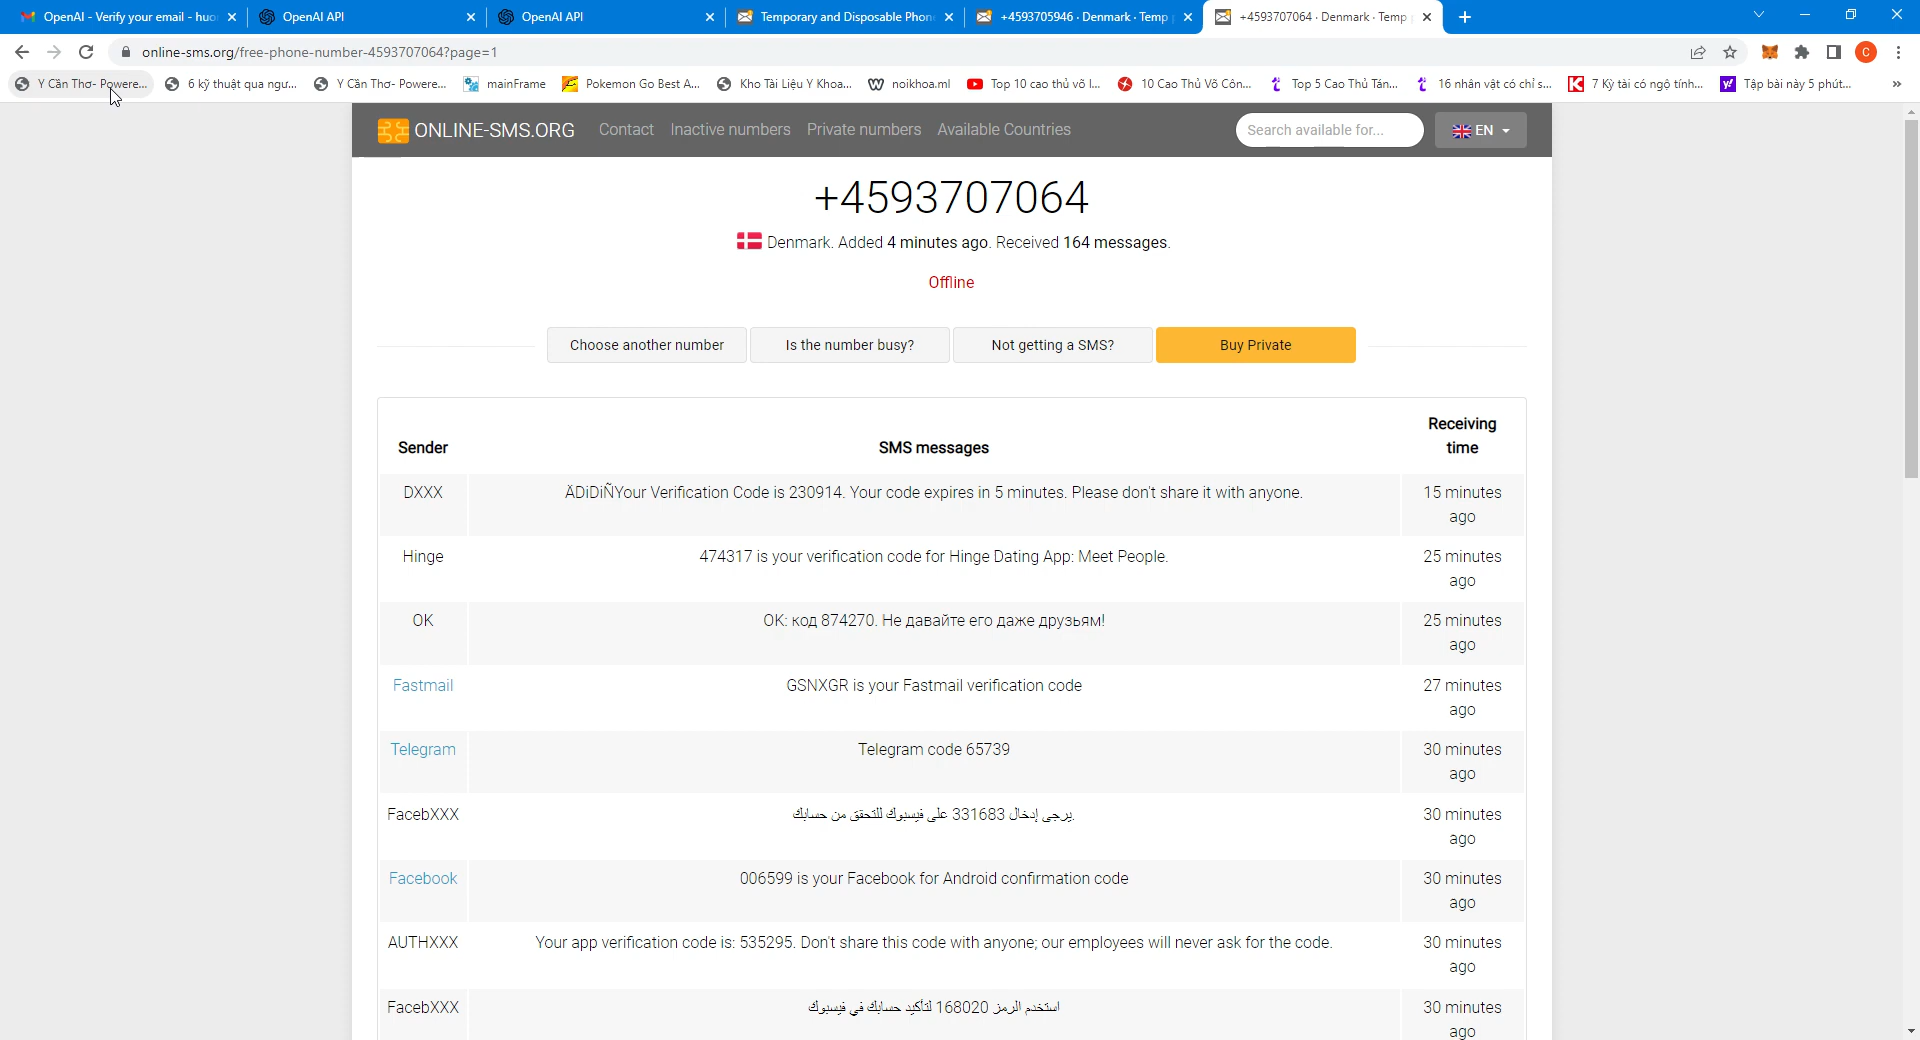 OpenAI - Verify your email - huo
OpenAI API
OpenAI API
Temporary and Disposable Phon
+4593705946 - Denmark - Temp
+4593707064 - Denmark - Temp
online-sms.org/free-phone-number-4593707064?page=1
C
Y Cần Thơ- Powere...
6 kỹ thuật qua ngư...
Y Cần Thơ- Powere...
mainFrame
Pokemon Go Best A...
Kho Tài Liệu Y Khoa...
noikhoa.ml
Top 10 cao thủ võ l...
10 Cao Thủ Võ Côn...
Top 5 Cao Thủ Tán...
16 nhân vật có chỉ s...
7 Kỳ tài có ngộ tính...
Tập bài này 5 phút...
»
ONLINE-SMS.ORG
Contact
Inactive numbers
Private numbers
Available Countries
Search available for...
EN
+4593707064
Denmark. Added 4 minutes ago. Received 164 messages.
Offline
Choose another number
Is the number busy?
Not getting a SMS?
Buy Private
Receiving
Sender SMS messages time
DXXX ÄDiDiÑYour Verification Code is 230914. Your code expires in 5 minutes. Please don't share it with anyone. 15 minutes
ago
Hinge 474317 is your verification code for Hinge Dating App: Meet People. 25 minutes
ago
OK OK: код 874270. Не давайте его даже друзьям! 25 minutes
ago
Fastmail GSNXGR is your Fastmail verification code 27 minutes
ago
Telegram Telegram code 65739 30 minutes
ago
FacebXXX يرجى إدخال 331683 على فيسبوك للتحقق من حسابك. 30 minutes
ago
Facebook 006599 is your Facebook for Android confirmation code 30 minutes
ago
AUTHXXX Your app verification code is: 535295. Don't share this code with anyone; our employees will never ask for the code. 30 minutes
ago
FacebXXX استخدم الرمز 168020 لتأكيد حسابك في فيسبوك 30 minutes
ago